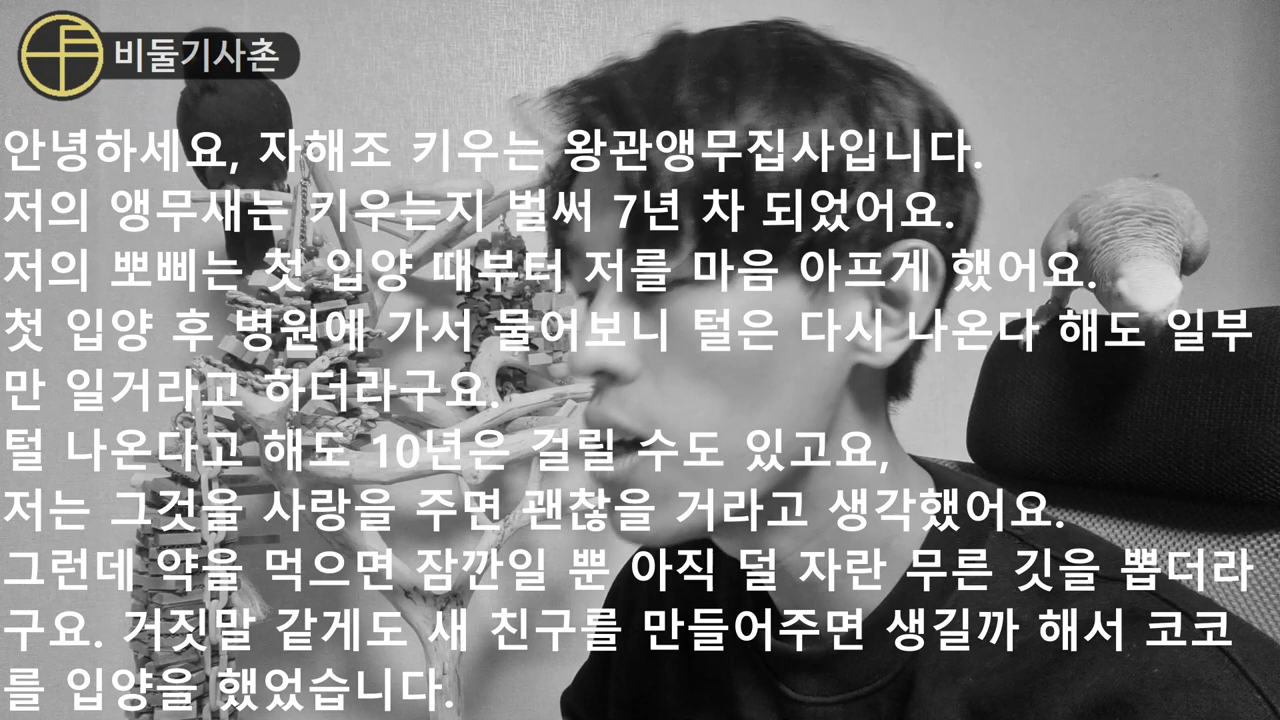 비둘기사촌
안녕하세요, 자해조 키우는 왕관앵무집사입니다.
저의 앵무새는 키우는지 벌써 7년 차 되었어요.
저의 뽀삐는 첫 입양 때부터 저를 마음 아프게 했어요.
첫 입양 후 병원에 가서 물어보니 털은 다시 나온다 해도 일부
만 일거라고 하더라구요.
털 나온다고 해도 10년은 걸릴 수도 있고요,
저는 그것을 사랑을 주면 괜찮을 거라고 생각했어요.
그런데 약을 먹으면 잠깐일 뿐 아직 덜 자란 무른 깃을 뽑더라
구요. 거짓말 같게도 새 친구를 만들어주면 생길까 해서 코코
를 입양을 했었습니다.